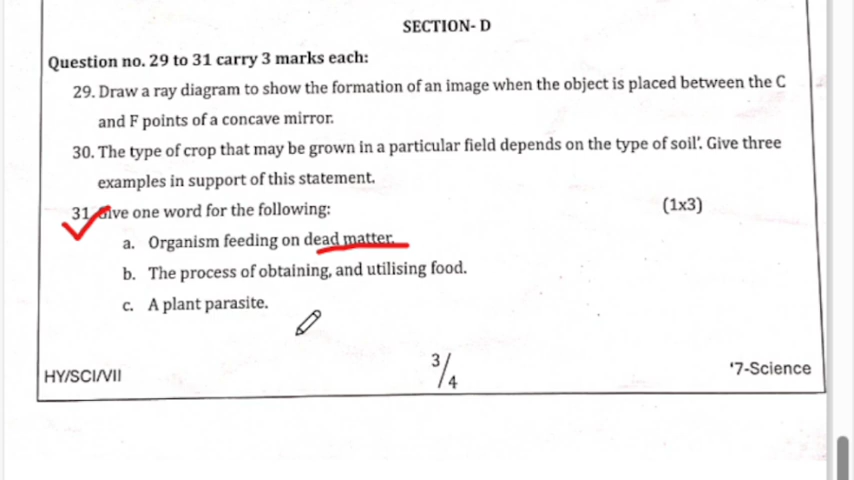 SECTION- D
Question no. 29 to 31 carry 3 marks each:
29. Draw a ray diagram to show the formation of an image when the object is placed between the C
and F points of a concave mirror.
30. The type of crop that may be grown in a particular field depends on the type of soil'. Give three
examples in support of this statement.
31. Give one word for the following: (1x3)
a. Organism feeding on dead matter.
b. The process of obtaining, and utilising food.
c. A plant parasite.
HY/SCI/VII 3/4 '7-Science